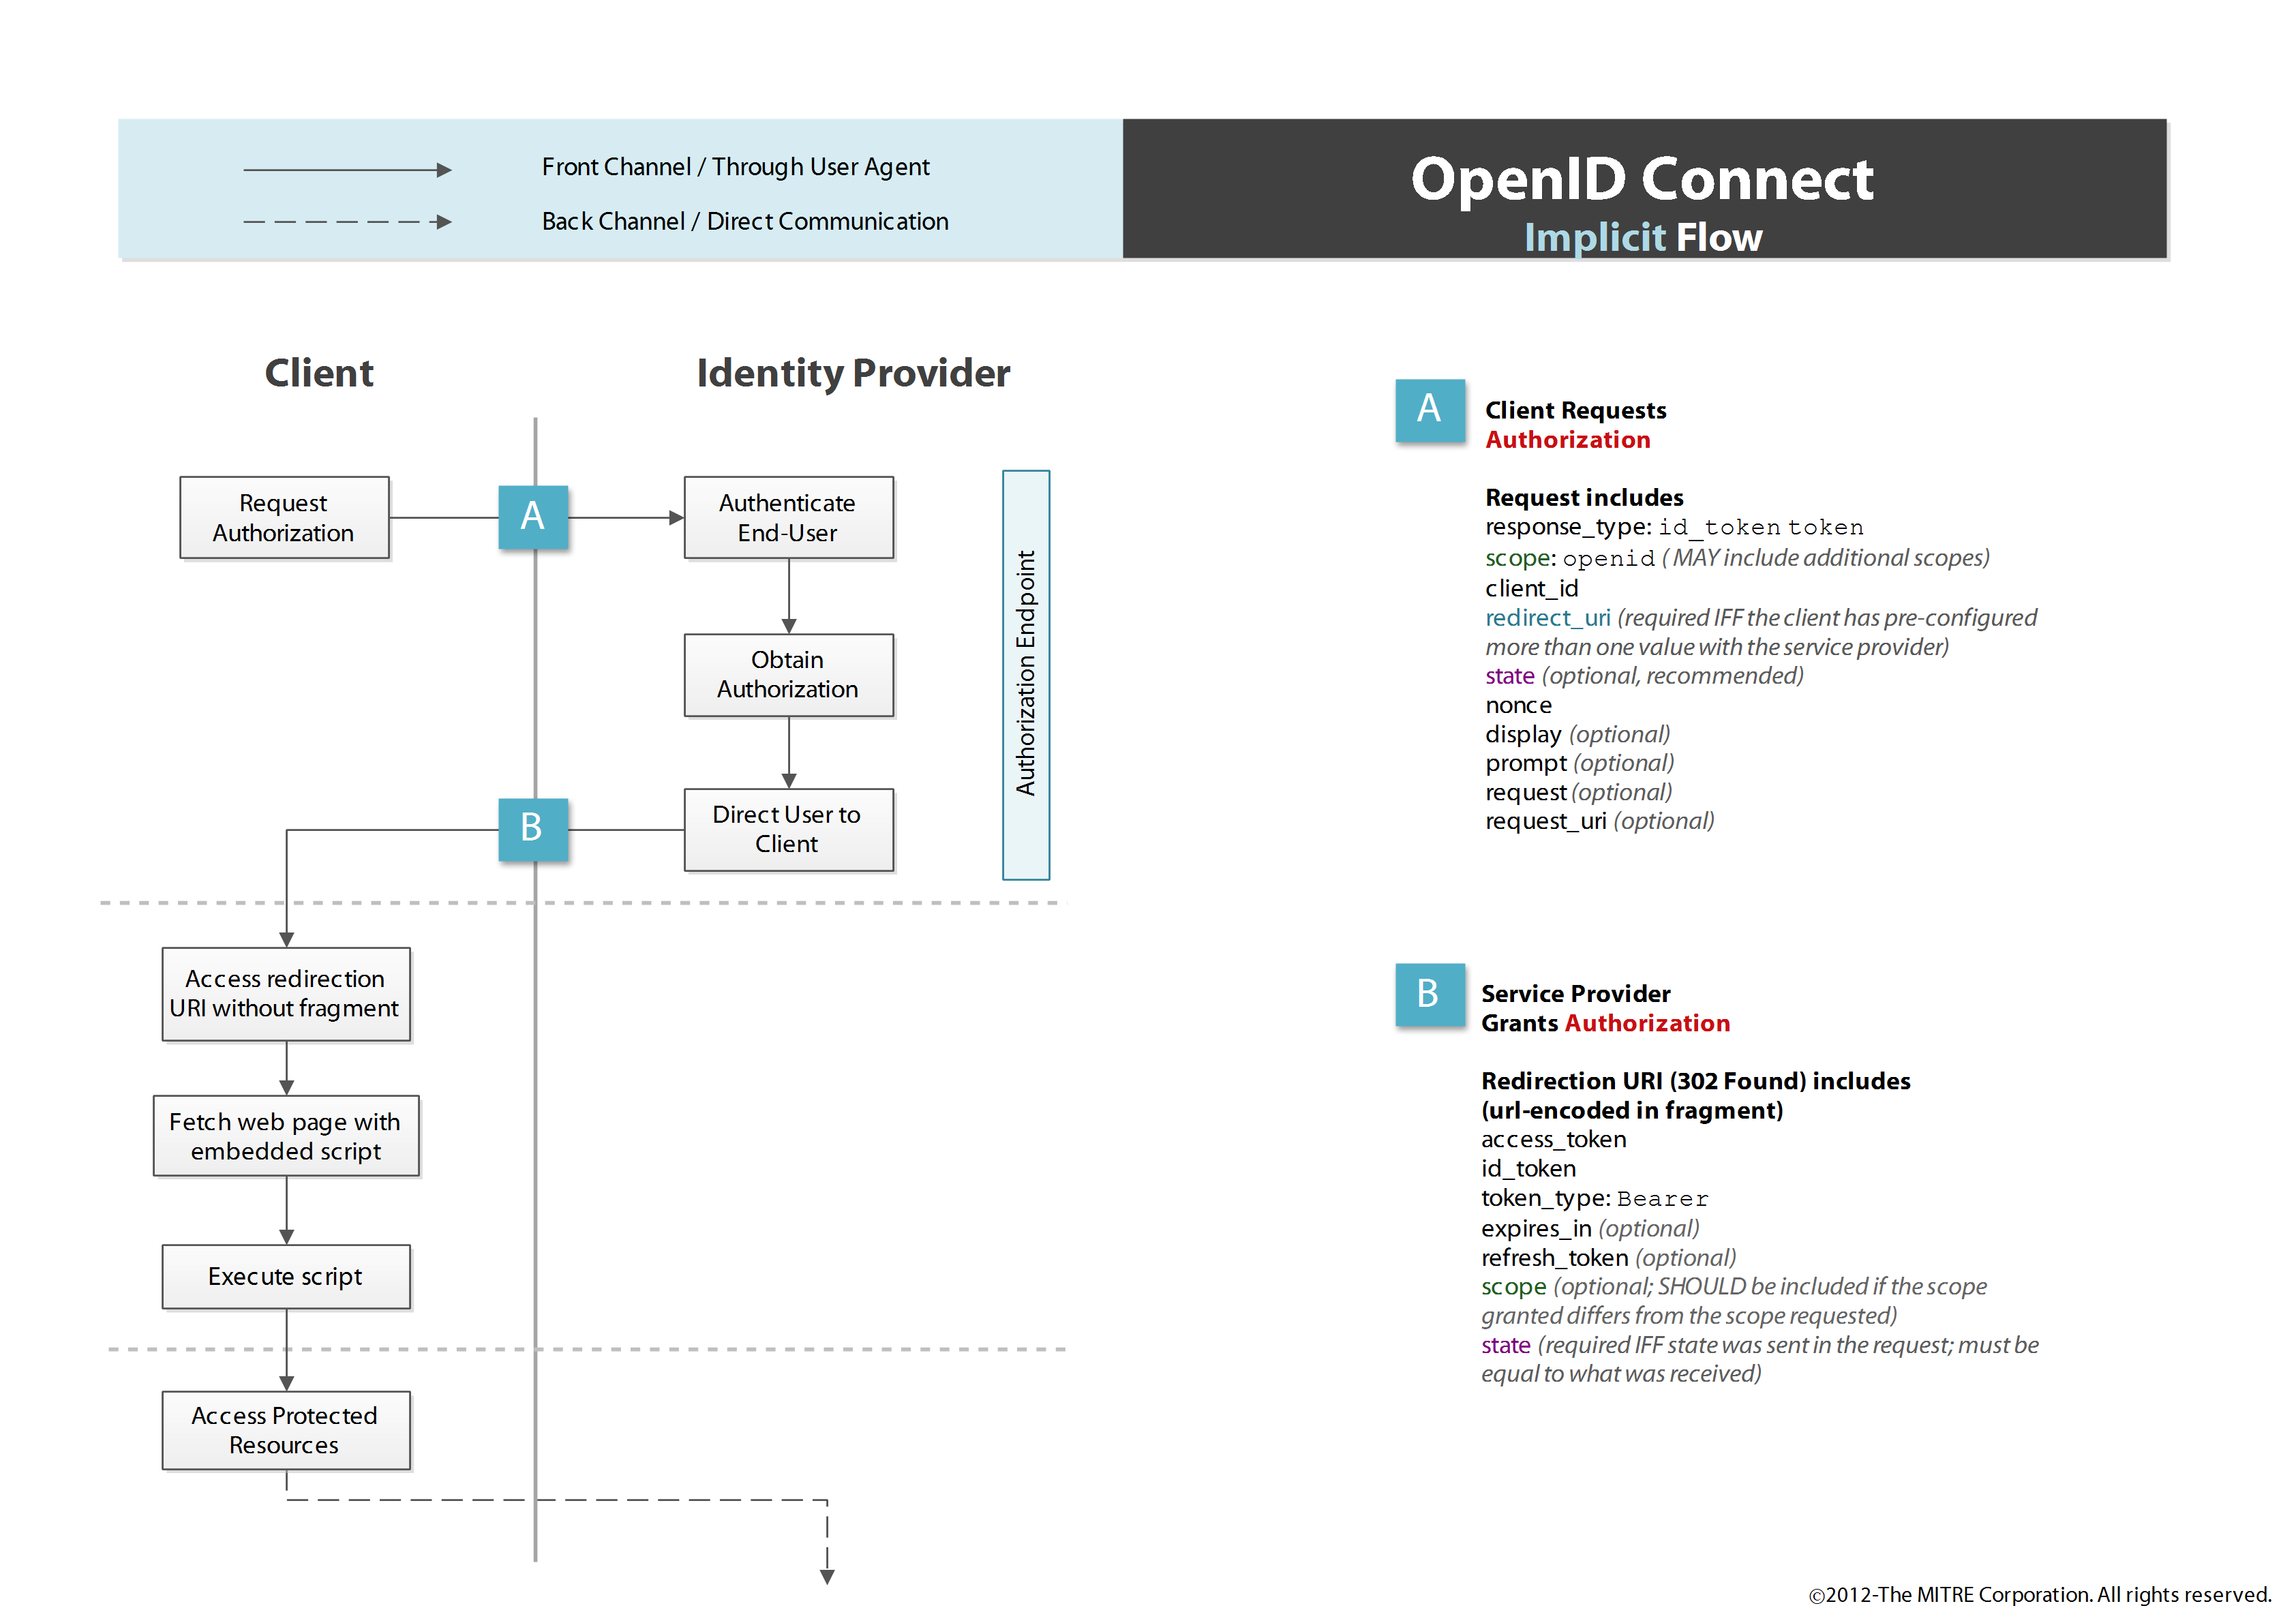 Front Channel / Through User Agent
Back Channel / Direct Communication
OpenID Connect
Implicit Flow
Client
Identity Provider
Request
Authorization
A
Authenticate
End-User
Obtain
Authorization
Direct User to
Client
B
Authorization Endpoint
Access redirection
URI without fragment
Fetch web page with
embedded script
Execute script
Access Protected
Resources
A
Client Requests
Authorization
Request includes
response_type: id_token token
scope: openid ( MAY include additional scopes)
client_id
redirect_uri (required IFF the client has pre-configured
more than one value with the service provider)
state (optional, recommended)
nonce
display (optional)
prompt (optional)
request (optional)
request_uri (optional)
B
Service Provider
Grants Authorization
Redirection URI (302 Found) includes
(url-encoded in fragment)
access_token
id_token
token_type: Bearer
expires_in (optional)
refresh_token (optional)
scope (optional; SHOULD be included if the scope
granted differs from the scope requested)
state (required IFF state was sent in the request; must be
equal to what was received)
©2012-The MITRE Corporation. All rights reserved.